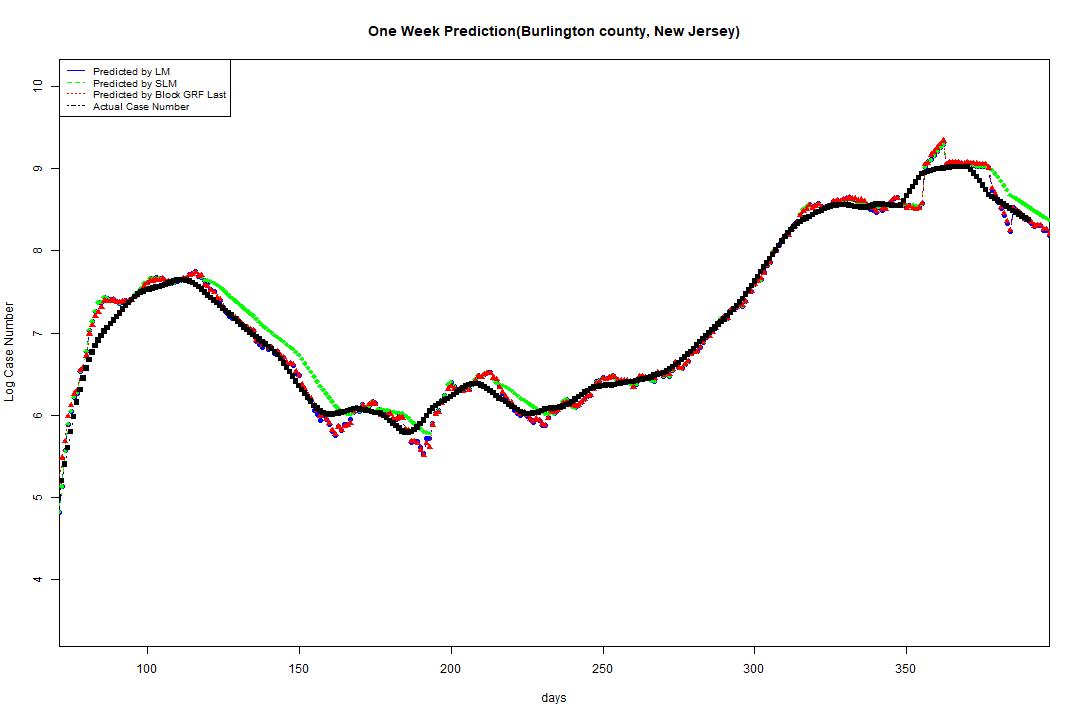 One Week Prediction(Burlington county, New Jersey)
Predicted by LM
Predicted by SLM
Predicted by Block GRF Last
Actual Case Number
10
9
8
7
6
5
4
Log Case Number
100 150 200 250 300 350
days